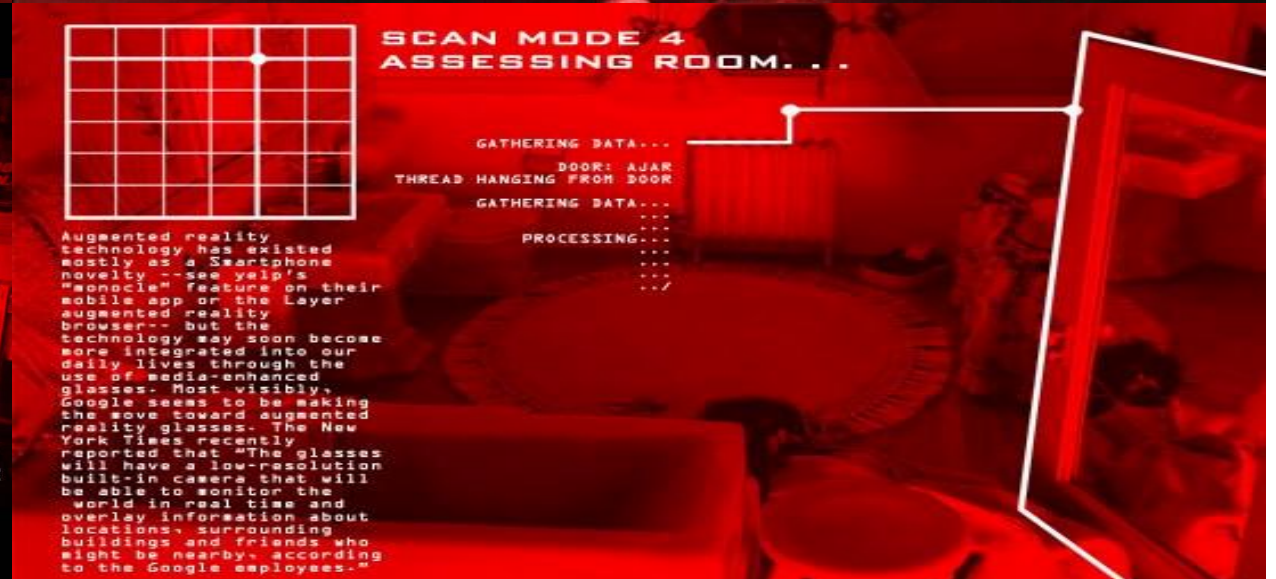 SCAN MODE 4
ASSESSING ROOM...
GATHERING DATA...
DOOR: AJAR
THREAD HANGING FROM DOOR
GATHERING DATA...
...
PROCESSING...
...
...
...
../
Augmented reality
technology has existed
mostly as a Smartphone
novelty --see yelp's
"monocle" feature on their
mobile app or the Layer
augmented reality
browser-- but the
technology may soon become
more integrated into our
daily lives through the
use of media-enhanced
glasses. Most visibly,
Google seems to be making
the move toward augmented
reality glasses. The New
York Times recently
reported that "The glasses
will have a low-resolution
built-in camera that will
be able to monitor the
world in real time and
overlay information about
locations, surrounding
buildings and friends who
might be nearby, according
to the Google employees."